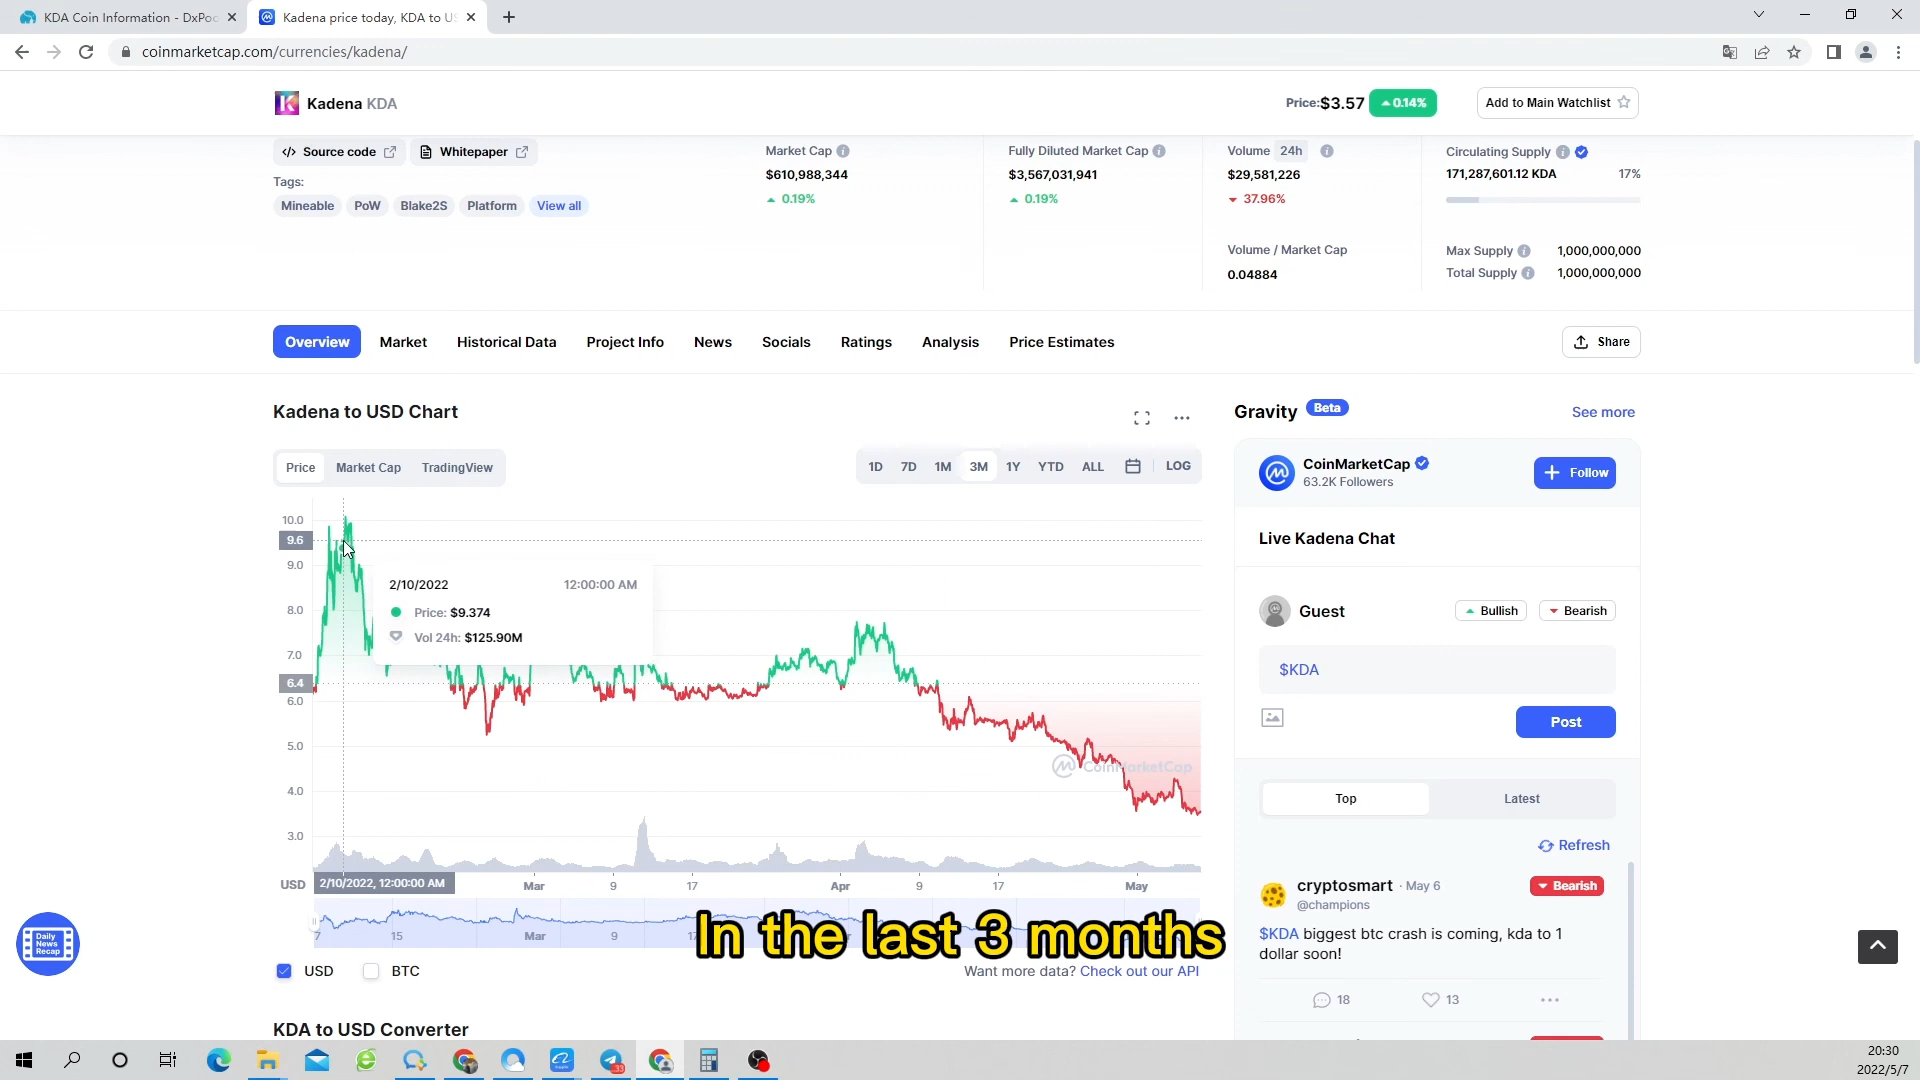 KDA Coin Information - DxPoo
Kadena price today, KDA to US
coinmarketcap.com/currencies/kadena/
Kadena KDA
Price:$3.57
0.14%
Add to Main Watchlist
Source code
Whitepaper
Tags:
Mineable
PoW
Blake2S
Platform
View all
Market Cap
$610,988,344
0.19%
Fully Diluted Market Cap
$3,567,031,941
0.19%
Volume 24h
$29,581,226
37.96%
Volume / Market Cap
0.04884
Circulating Supply
171,287,601.12 KDA
17%
Max Supply
1,000,000,000
Total Supply
1,000,000,000
Overview
Market
Historical Data
Project Info
News
Socials
Ratings
Analysis
Price Estimates
Share
Kadena to USD Chart
Price
Market Cap
TradingView
1D
7D
1M
3M
1Y
YTD
ALL
LOG
10.0
9.6
9.0
8.0
7.0
6.4
6.0
5.0
4.0
3.0
2/10/2022
12:00:00 AM
Price: $9.374
Vol 24h: $125.90M
CoinMarketCap
USD
2/10/2022, 12:00:00 AM
Mar
9
17
Apr
9
17
May
7
15
Mar
9
In the last 3 months
USD
BTC
Want more data? Check out our API
KDA to USD Converter
Daily
News
Recap
Gravity
Beta
See more
CoinMarketCap
63.2K Followers
Follow
Live Kadena Chat
Guest
Bullish
Bearish
$KDA
Post
Top
Latest
Refresh
cryptosmart · May 6
@champions
Bearish
$KDA biggest btc crash is coming, kda to 1
dollar soon!
18
13
33
20:30
2022/5/7